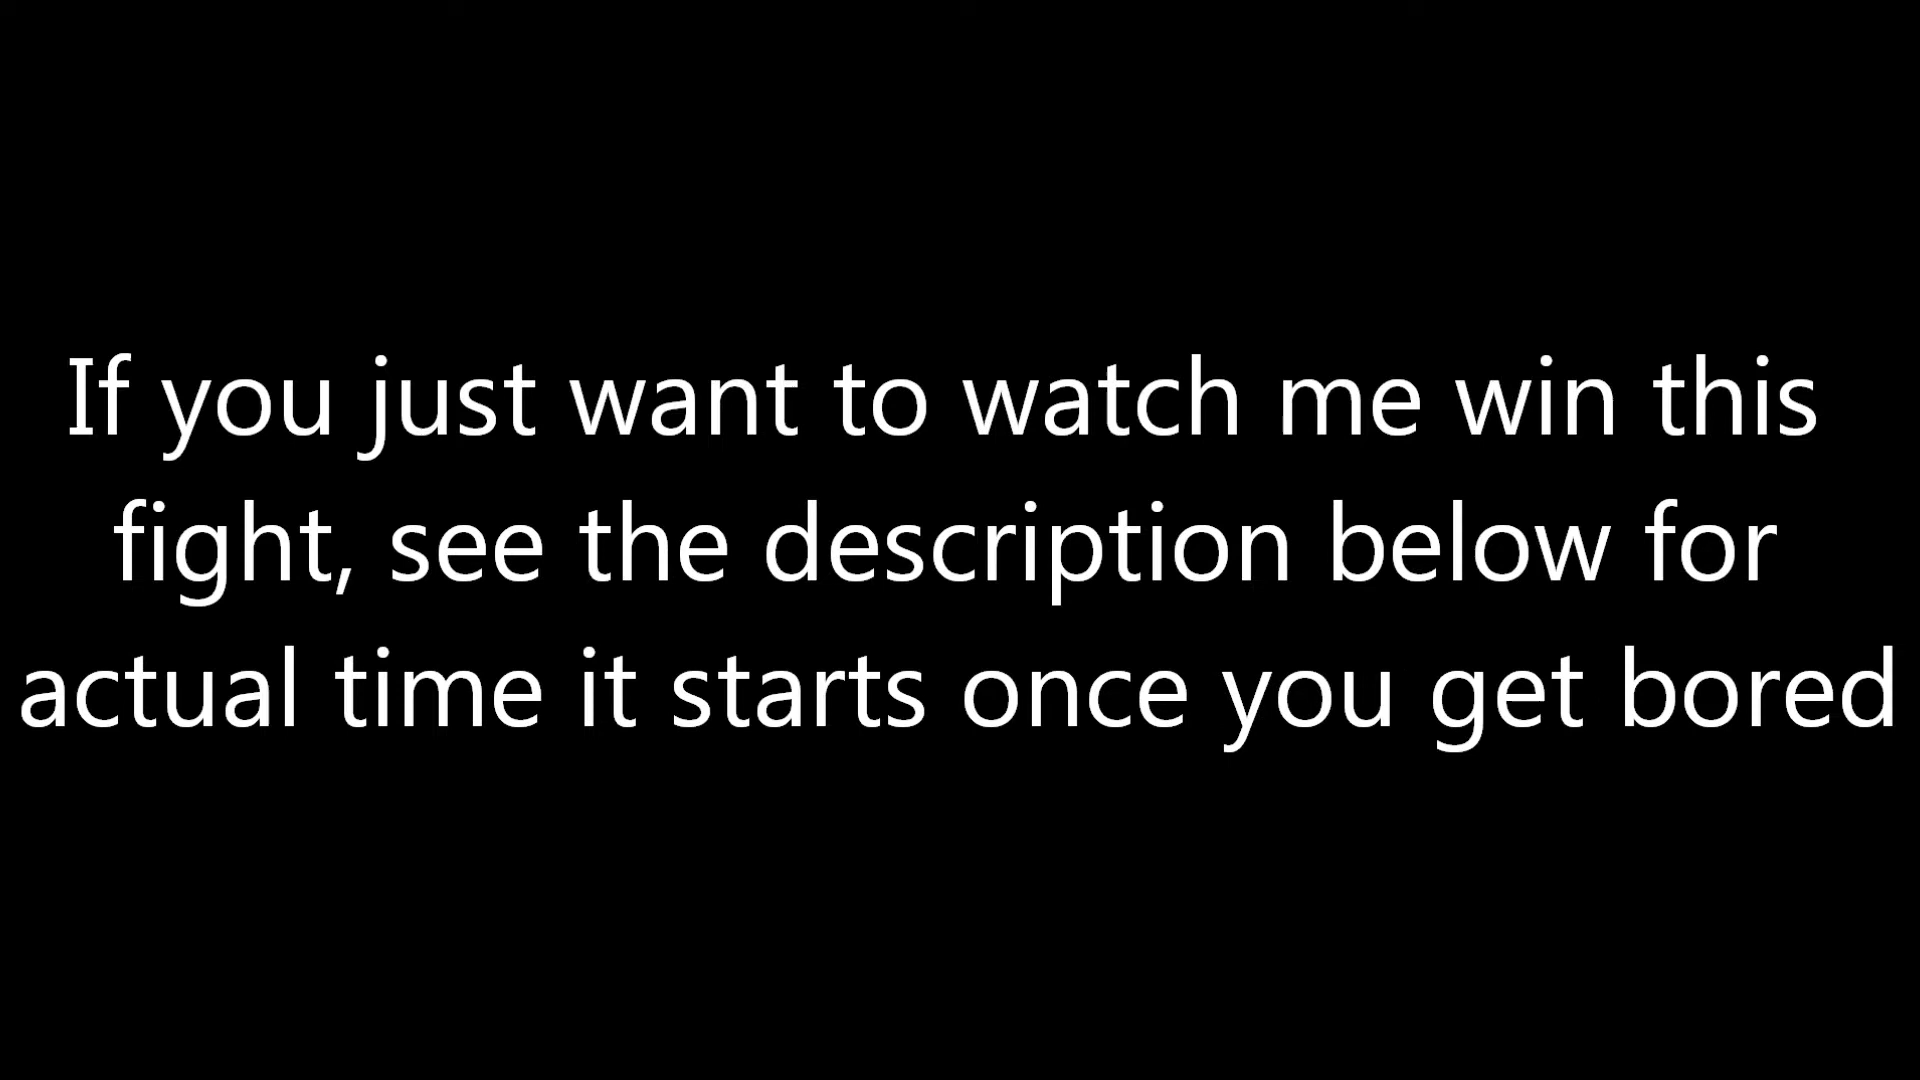 If you just want to watch me win this
fight, see the description below for
actual time it starts once you get bored